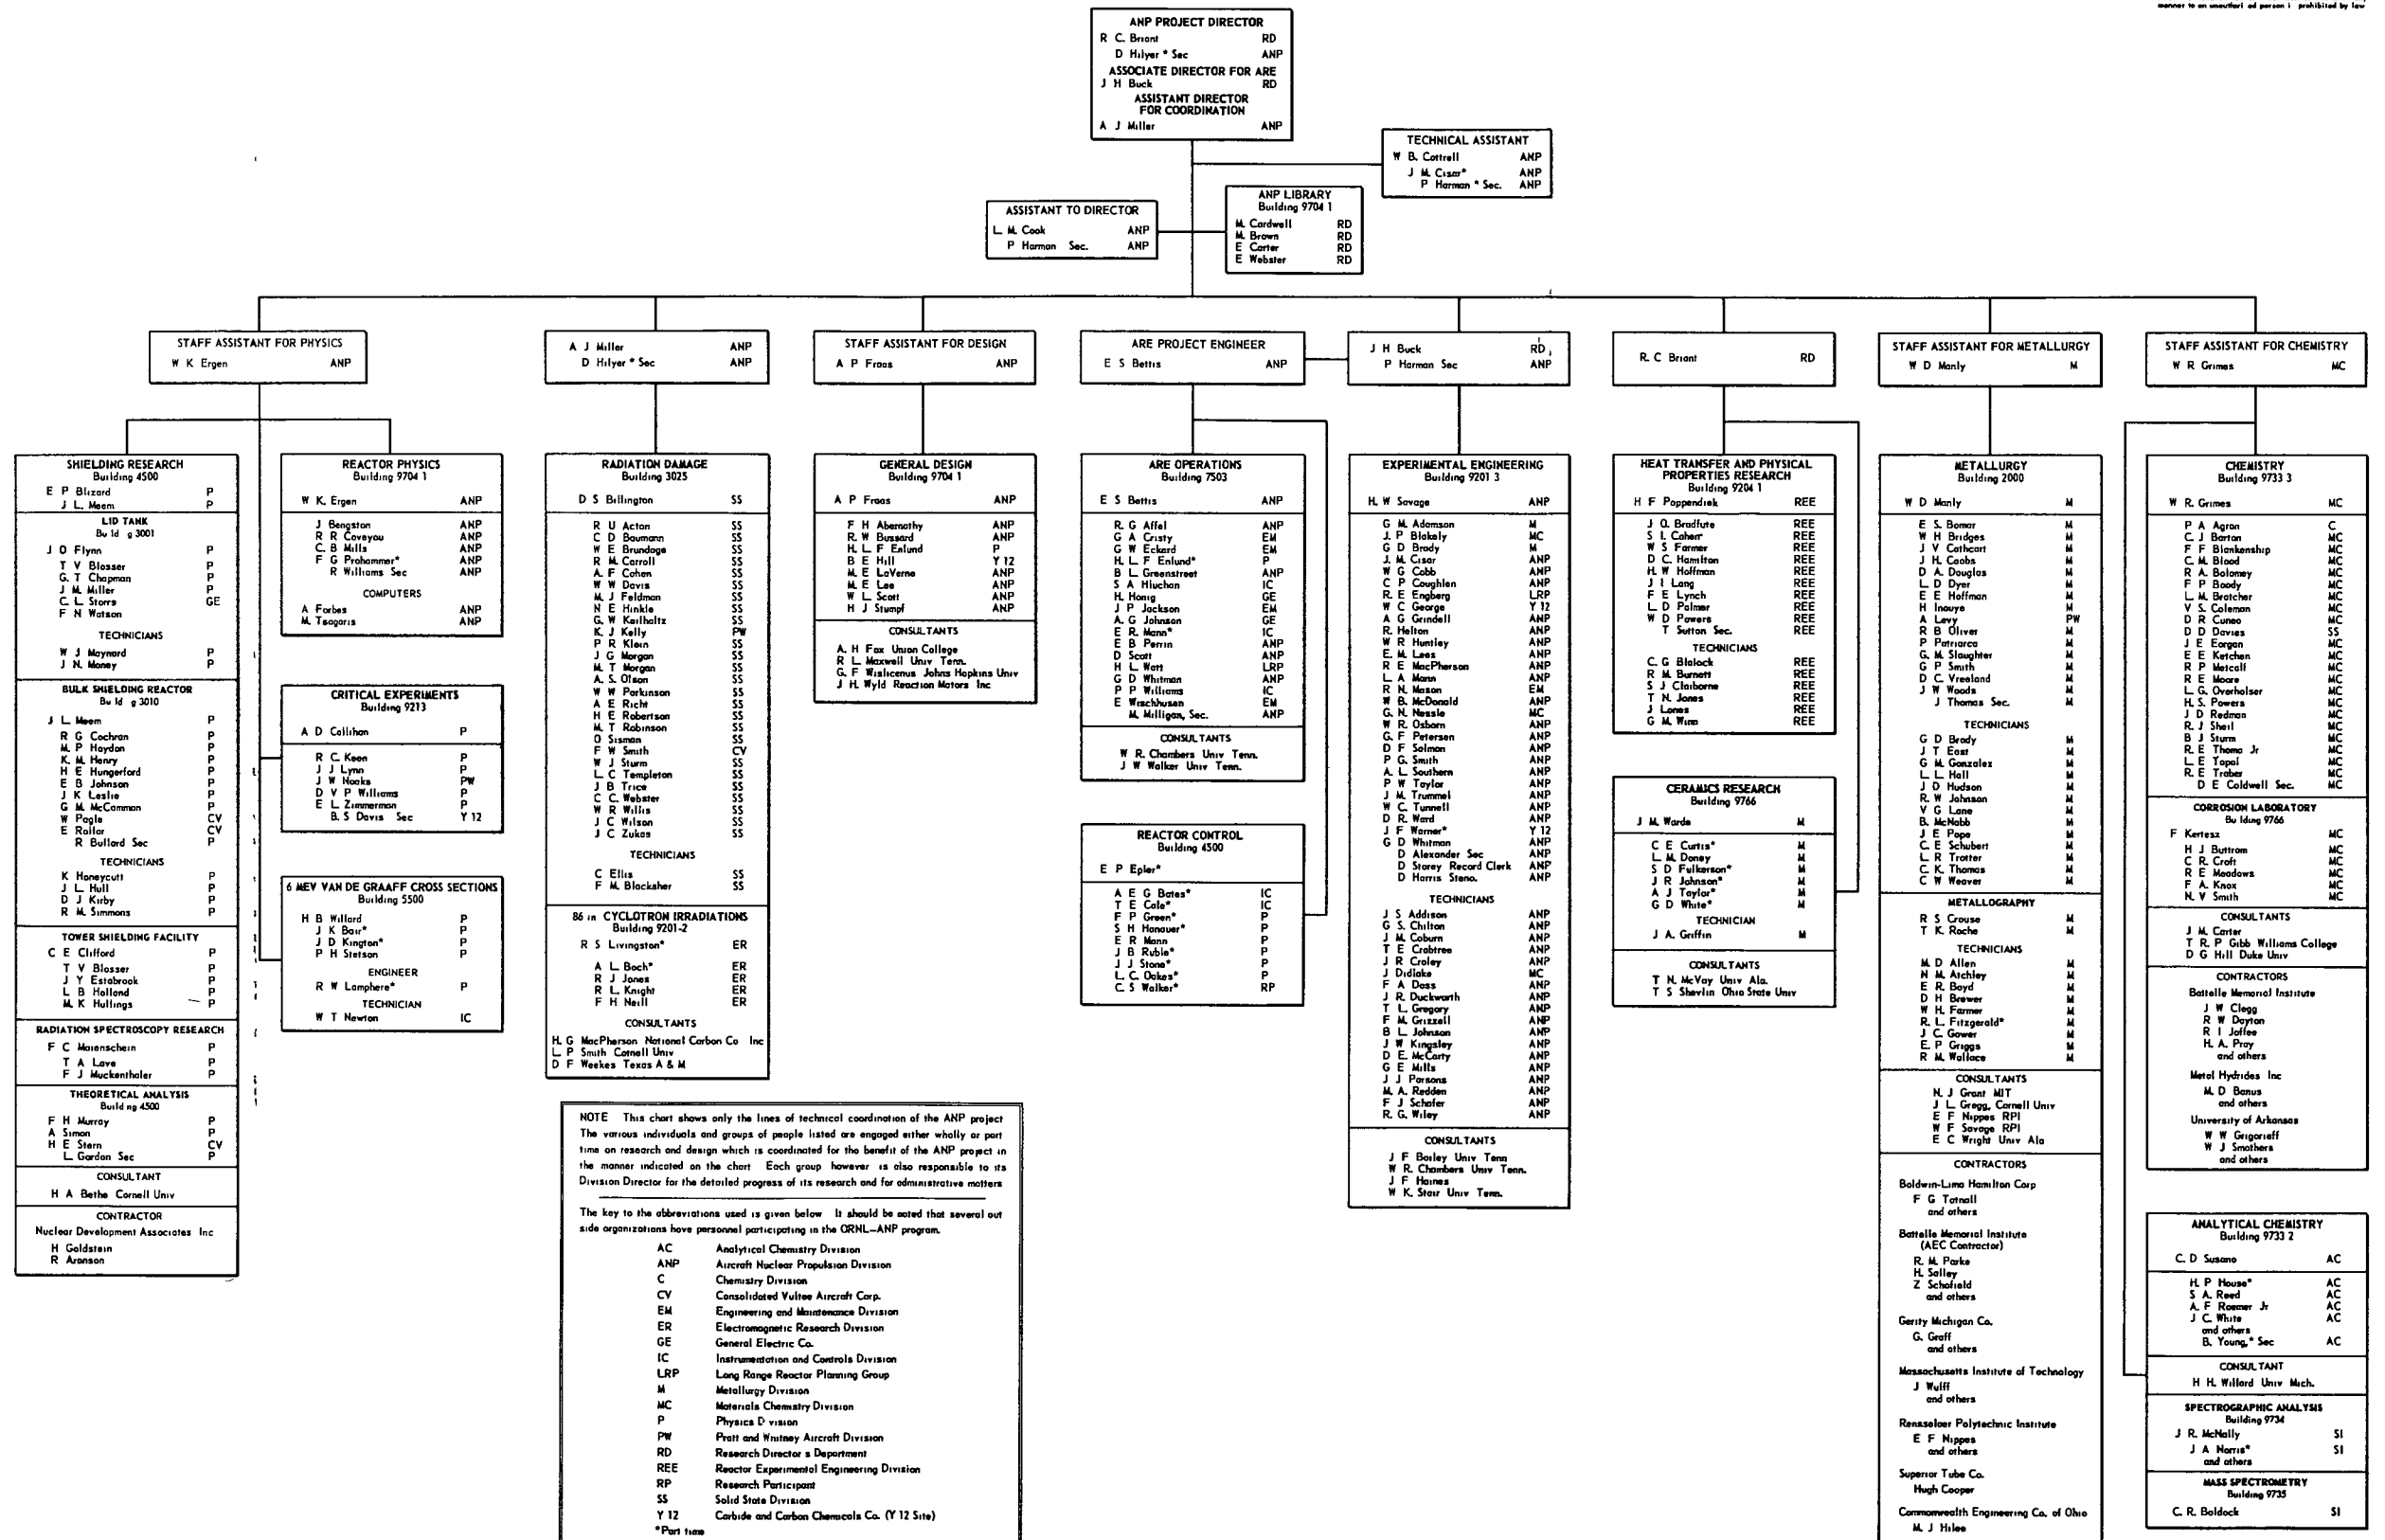 manner to an unauthori ed person i prohibited by law
ANP PROJECT DIRECTOR
R C. Briant RD
D Hilyer * Sec ANP
ASSOCIATE DIRECTOR FOR ARE
J H Buck RD
ASSISTANT DIRECTOR
FOR COORDINATION
A J Miller ANP
TECHNICAL ASSISTANT
W B. Cottrell ANP
J M. Cisar* ANP
P Harman * Sec. ANP
ASSISTANT TO DIRECTOR
L. M. Cook ANP
P Harman Sec. ANP
ANP LIBRARY
Building 9704 1
M. Cardwell RD
M. Brown RD
E Carter RD
E Webster RD
STAFF ASSISTANT FOR PHYSICS
W K Ergen ANP
A J Miller ANP
D Hilyer * Sec ANP
STAFF ASSISTANT FOR DESIGN
A P Fraas ANP
ARE PROJECT ENGINEER
E S Bettis ANP
J H Buck RD
P Harman Sec ANP
R. C Briant RD
STAFF ASSISTANT FOR METALLURGY
W D Manly M
STAFF ASSISTANT FOR CHEMISTRY
W R Grimes MC
SHIELDING RESEARCH
Building 4500
E P Blizard P
J L. Meem P
LID TANK
Bu ld g 3001
J O Flynn P
T V Blosser P
G. T Chapman P
J M. Miller P
C. L. Storrs GE
F N Watson P
TECHNICIANS
W J Maynard P
J N. Money P
BULK SHIELDING REACTOR
Bu ld g 3010
J L. Meem P
R G Cochran P
M. P Haydon P
K. M. Henry P
H E Hungerford P
E B Johnson P
J K Leslie P
G M. McCammon P
W Pagle CV
E Rollar CV
R Bullard Sec P
TECHNICIANS
K Honeycutt P
J L. Hull P
D J Kirby P
R M. Simmons P
TOWER SHIELDING FACILITY
C E Clifford P
T V Blosser P
J Y Estabrook P
L B Holland P
M. K Hullings P
RADIATION SPECTROSCOPY RESEARCH
F C Maienschein P
T A Love P
F J Muckenthaler P
THEORETICAL ANALYSIS
Build ng 4500
F H Murray P
A Simon P
H E Stern CV
L. Gordon Sec P
CONSULTANT
H A Bethe Cornell Univ
CONTRACTOR
Nuclear Development Associates Inc
H Goldstein
R Aronson
REACTOR PHYSICS
Building 9704 1
W K. Ergen ANP
J Bengston ANP
R R Coveyou ANP
C. B Mills ANP
F G Prohammer* ANP
R Williams Sec ANP
COMPUTERS
A Forbes ANP
M. Tsagaris ANP
CRITICAL EXPERIMENTS
Building 9213
A D Callihan P
R C. Keen P
J J Lynn P
J W Noaks PW
D V P Williams P
E L. Zimmerman P
B. S Davis Sec Y 12
6 MEV VAN DE GRAAFF CROSS SECTIONS
Building 5500
H B Willard P
J K Bair* P
J D Kington* P
P H Stetson P
ENGINEER
R W Lamphere* P
TECHNICIAN
W T Newton IC
RADIATION DAMAGE
Building 3025
D S Billington SS
R U Acton SS
C D Baumann SS
W E Brundage SS
R M. Carroll SS
A. F Cohen SS
W W Davis SS
M. J Feldman SS
N E Hinkle SS
G. W Keilholtz SS
K. J Kelly PW
P R Klein SS
J G Morgan SS
M. T Morgan SS
A. S. Olson SS
W W Parkinson SS
A E Richt SS
H E Robertson SS
M. T Robinson SS
O Sisman SS
F W Smith CV
W J Sturm SS
L. C Templeton SS
J B Trice SS
C C. Webster SS
W R Willis SS
J C Wilson SS
J C Zukas SS
TECHNICIANS
C Ellis SS
F M. Blacksher SS
86 in CYCLOTRON IRRADIATIONS
Building 9201-2
R S Livingston* ER
A L. Boch* ER
R J Jones ER
R L. Knight ER
F H Neill ER
CONSULTANTS
H. G MacPherson National Carbon Co Inc
L. P Smith Cornell Univ
D F Weekes Texas A & M
GENERAL DESIGN
Building 9704 1
A P Fraas ANP
F H Abernathy ANP
R. W Bussard ANP
H. L. F Enlund P
B E Hill Y 12
M. E LaVerne ANP
M. E Lee ANP
W L. Scott ANP
H J Stumpf ANP
CONSULTANTS
A. H Fox Union College
R L. Maxwell Univ Tenn.
G. F Wislicenus Johns Hopkins Univ
J H. Wyld Reaction Motors Inc
ARE OPERATIONS
Building 7503
E S Bettis ANP
R. G Affel ANP
G A Cristy EM
G W Eckard EM
H. L. F Enlund* P
B L. Greenstreet ANP
S A Hluchan IC
H. Honig GE
J P Jackson EM
A. G Johnson GE
E R. Mann* IC
E B Perrin ANP
D Scott ANP
H L. Watt LRP
G D Whitman ANP
P P Williams IC
E Wischhusen EM
M. Milligan, Sec. ANP
CONSULTANTS
W R. Chambers Univ Tenn.
J W Walker Univ Tenn.
REACTOR CONTROL
Building 4500
E P Epler*
A E G Bates* IC
T E Cole* IC
F P Green* P
S H Hanauer* P
E R Mann P
J B Ruble* P
J J Stone* P
L. C. Oakes* P
C. S Walker* RP
EXPERIMENTAL ENGINEERING
Building 9201 3
H. W Savage ANP
G M. Adamson M
J. P Blakely MC
G D Brady M
J. M. Cisar ANP
W G Cobb ANP
C P Coughlen ANP
R. E Engberg LRP
W C George Y 12
A G Grindell ANP
R. Helton ANP
W R Huntley ANP
E. M. Lees ANP
R E MacPherson ANP
L A Mann ANP
R N. Mason EM
W B. McDonald ANP
G. N. Nessle MC
W R. Osborn ANP
G. F Petersen ANP
D F Salmon ANP
P G. Smith ANP
A. L. Southern ANP
P W Taylor ANP
J M. Trummel ANP
W C. Tunnell ANP
D R. Ward ANP
J F Warner* Y 12
G D Whitman ANP
D Alexander Sec ANP
D Storey Record Clerk ANP
D Harris Steno. ANP
TECHNICIANS
J S Addison ANP
G S. Chilton ANP
J M. Coburn ANP
T E Crabtree ANP
J R Croley ANP
J Didlake MC
F A Doss ANP
J R. Duckworth ANP
T L. Gregory ANP
F M. Grizzell ANP
B L. Johnson ANP
J W Kingsley ANP
D E. McCarty ANP
G E Mills ANP
J J Parsons ANP
M. A. Redden ANP
F J Schafer ANP
R. G. Wiley ANP
CONSULTANTS
J F Bailey Univ Tenn
W R. Chambers Univ Tenn.
J F Haines
W K. Stair Univ Tenn.
HEAT TRANSFER AND PHYSICAL
PROPERTIES RESEARCH
Building 9204 1
H F Poppendiek REE
J O. Bradfute REE
S I. Cohen* REE
W S Farmer REE
D C. Hamilton REE
H. W Hoffman REE
J I Lang REE
F E Lynch REE
L. D Palmer REE
W D Powers REE
T Sutton Sec. REE
TECHNICIANS
C. G Blalock REE
R M. Burnett REE
S J Claiborne REE
T N. Jones REE
J Lones REE
G M. Winn REE
CERAMICS RESEARCH
Building 9766
J M. Warde M
C E Curtis* M
L. M. Doney M
S D Fulkerson* M
J R Johnson* M
A J Taylor* M
G D White* M
TECHNICIAN
J A. Griffin M
CONSULTANTS
T N. McVay Univ Ala.
T S Shevlin Ohio State Univ
METALLURGY
Building 2000
W D Manly M
E S. Bomar M
W H Bridges M
J V Cathcart M
J H. Coobs M
D A. Douglas M
L. D Dyer M
E E Hoffman M
H Inouye M
A Levy PW
R B Oliver M
P Patriarca M
G. M. Slaughter M
G P Smith M
D C. Vreeland M
J W Woods M
J Thomas Sec. M
TECHNICIANS
G D Brady M
J T East M
G M. Gonzalez M
L. L. Hall M
J D Hudson M
R. W Johnson M
V G Lane M
B. McNabb M
J E Pope M
C. E Schubert M
L. R Trotter M
C. K. Thomas M
C W Weaver M
METALLOGRAPHY
R S Crouse M
T K. Roche M
TECHNICIANS
M. D Allen M
N M. Atchley M
E R. Boyd M
D H Brewer M
W H. Farmer M
R. L. Fitzgerald* M
J C. Gower M
E. P Griggs M
R M. Wallace M
CONSULTANTS
N. J Grant MIT
J L. Gregg, Cornell Univ
E F Nippes RPI
W F Savage RPI
E C Wright Univ Ala
CONTRACTORS
Boldwin-Lima Hamilton Corp
F G Tatnall
and others
Battelle Memorial Institute
(AEC Contractor)
R. M. Parke
H. Salley
Z Schofield
and others
Gerity Michigan Co.
G. Graff
and others
Massachusetts Institute of Technology
J Wulff
and others
Rensselaer Polytechnic Institute
E F Nippes
and others
Superior Tube Co.
Hugh Cooper
Commonwealth Engineering Co. of Ohio
M. J Hilee
CHEMISTRY
Building 9733 3
W R. Grimes MC
P A Agron C
C. J Barton MC
F F Blankenship MC
C. M. Blood MC
R A. Bolomey MC
F P Boody MC
L. M. Bratcher MC
V S. Coleman MC
D R Cuneo MC
D D Davies SS
J E Eorgan MC
E E Ketchen MC
R P Metcalf MC
R E Moore MC
L. G. Overholser MC
H. S. Powers MC
J D Redman MC
R. J Sheil MC
B J Sturm MC
R. E Thoma Jr MC
L. E Topol MC
R. E Traber MC
D E Caldwell Sec. MC
CORROSION LABORATORY
Bu lding 9766
F Kertesz MC
H J Buttram MC
C R. Croft MC
R E Meadows MC
F A. Knox MC
N. V Smith MC
CONSULTANTS
J M. Carter
T R. P Gibb Williams College
D G Hill Duke Univ
CONTRACTORS
Battelle Memorial Institute
J W Clegg
R W Dayton
R I Jaffee
H. A. Pray
and others
Metal Hydrides Inc
M. D Banus
and others
University of Arkansas
W W Grigorieff
W J Smothers
and others
ANALYTICAL CHEMISTRY
Building 9733 2
C. D Susano AC
H. P House* AC
S A. Reed AC
A. F Roemer Jr AC
J C. White AC
and others
B. Young,* Sec AC
CONSULTANT
H H. Willard Univ Mich.
SPECTROGRAPHIC ANALYSIS
Building 9734
J R. McNally SI
J A Norris* SI
and others
MASS SPECTROMETRY
Building 9735
C. R. Baldock SI
NOTE This chart shows only the lines of technical coordination of the ANP project
The various individuals and groups of people listed are engaged either wholly or part
time on research and design which is coordinated for the benefit of the ANP project in
the manner indicated on the chart Each group however is also responsible to its
Division Director for the detailed progress of its research and for administrative matters
The key to the abbreviations used is given below It should be noted that several out
side organizations have personnel participating in the ORNL–ANP program.
AC Analytical Chemistry Division
ANP Aircraft Nuclear Propulsion Division
C Chemistry Division
CV Consolidated Vultee Aircraft Corp.
EM Engineering and Maintenance Division
ER Electromagnetic Research Division
GE General Electric Co.
IC Instrumentation and Controls Division
LRP Long Range Reactor Planning Group
M Metallurgy Division
MC Materials Chemistry Division
P Physics D vision
PW Pratt and Whitney Aircraft Division
RD Research Director s Department
REE Reactor Experimental Engineering Division
RP Research Participant
SS Solid State Division
Y 12 Carbide and Carbon Chemicals Co. (Y 12 Site)
*Part time